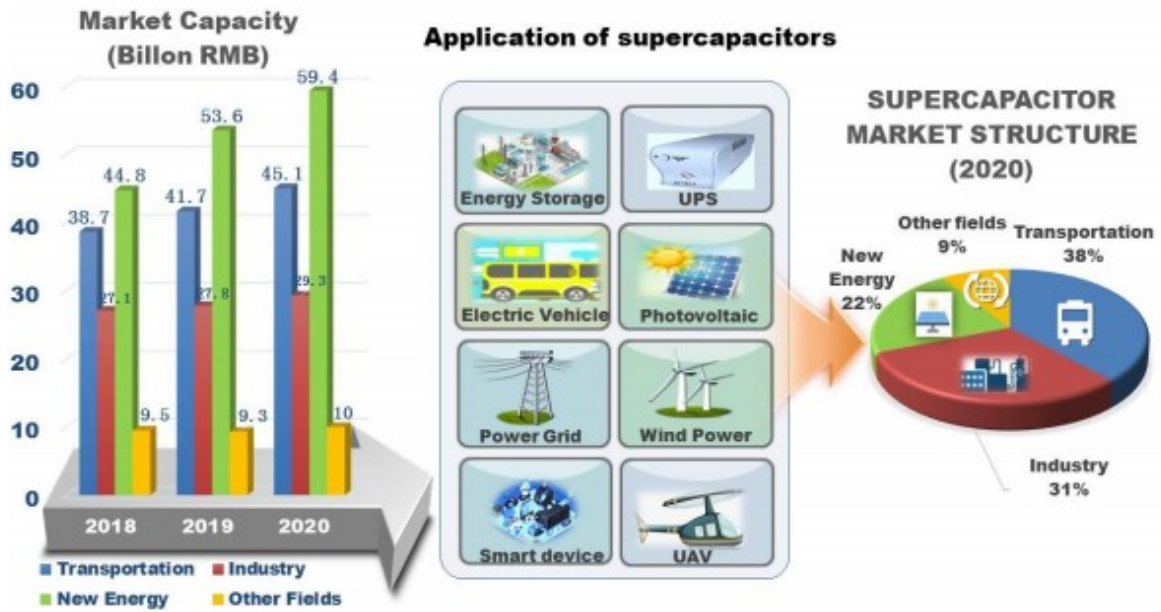 Market Capacity
(Billon RMB)
60
50
40
30
20
10
0
38.7
27.1
44.8
9.5
41.7
27.8
53.6
9.3
45.1
29.3
59.4
10
2018
2019
2020
Transportation
Industry
New Energy
Other Fields
Application of supercapacitors
Energy Storage
UPS
Electric Vehicle
Photovoltaic
Power Grid
Wind Power
Smart device
UAV
SUPERCAPACITOR
MARKET STRUCTURE
(2020)
Other fields
9%
Transportation
38%
New
Energy
22%
Industry
31%